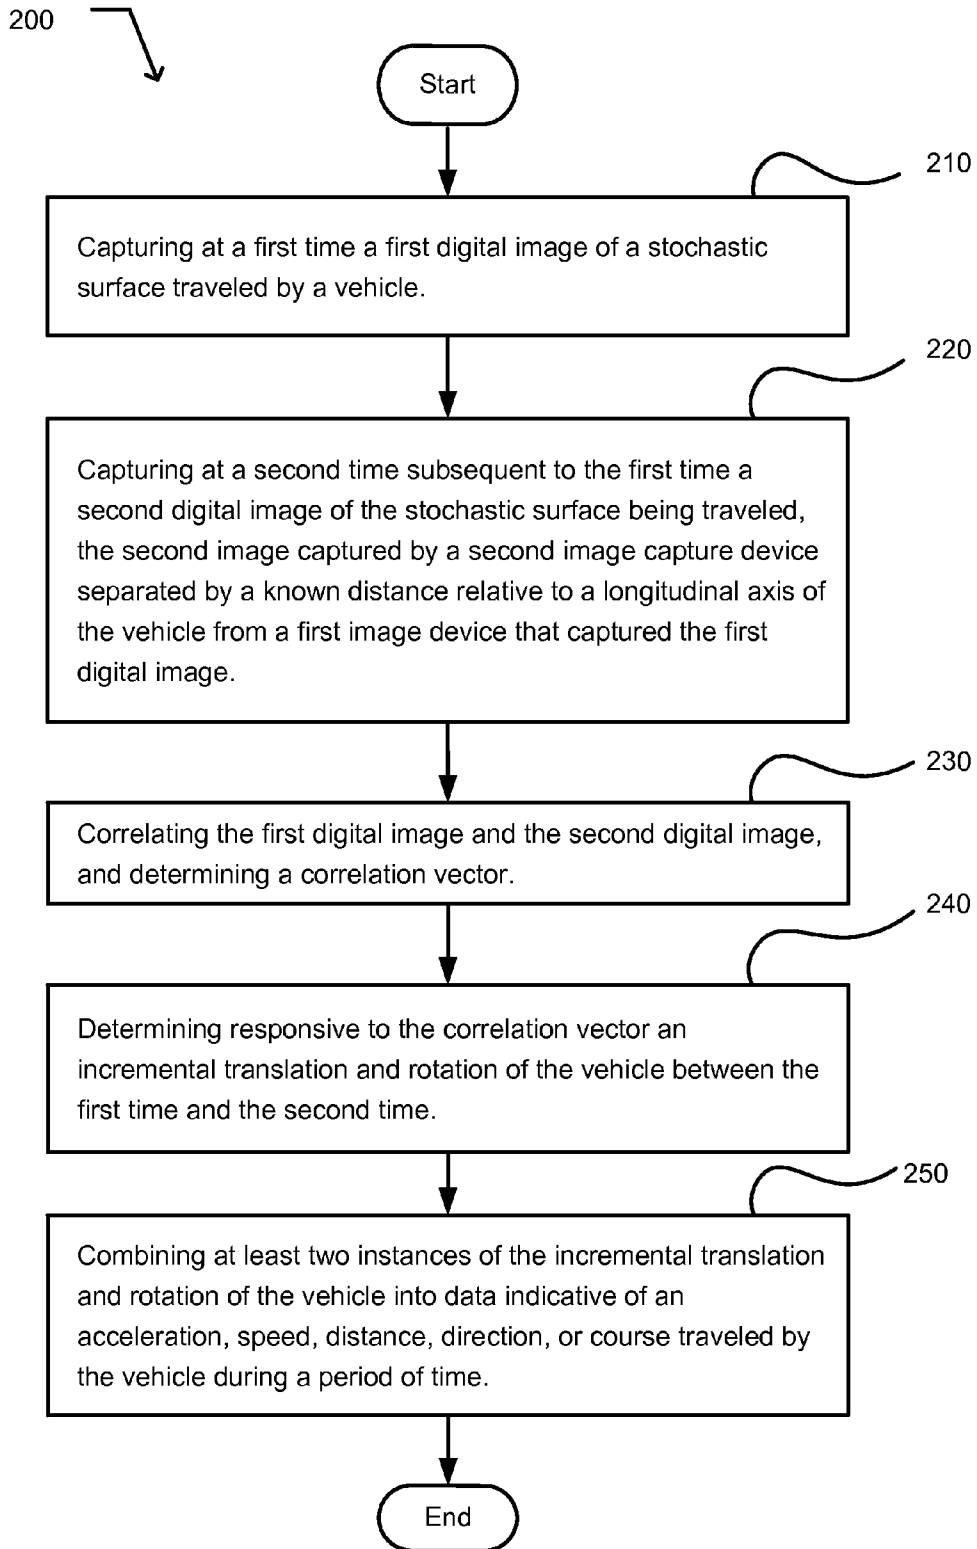 200
Start
210
Capturing at a first time a first digital image of a stochastic
surface traveled by a vehicle.
220
Capturing at a second time subsequent to the first time a
second digital image of the stochastic surface being traveled,
the second image captured by a second image capture device
separated by a known distance relative to a longitudinal axis of
the vehicle from a first image device that captured the first
digital image.
230
Correlating the first digital image and the second digital image,
and determining a correlation vector.
240
Determining responsive to the correlation vector an
incremental translation and rotation of the vehicle between the
first time and the second time.
250
Combining at least two instances of the incremental translation
and rotation of the vehicle into data indicative of an
acceleration, speed, distance, direction, or course traveled by
the vehicle during a period of time.
End